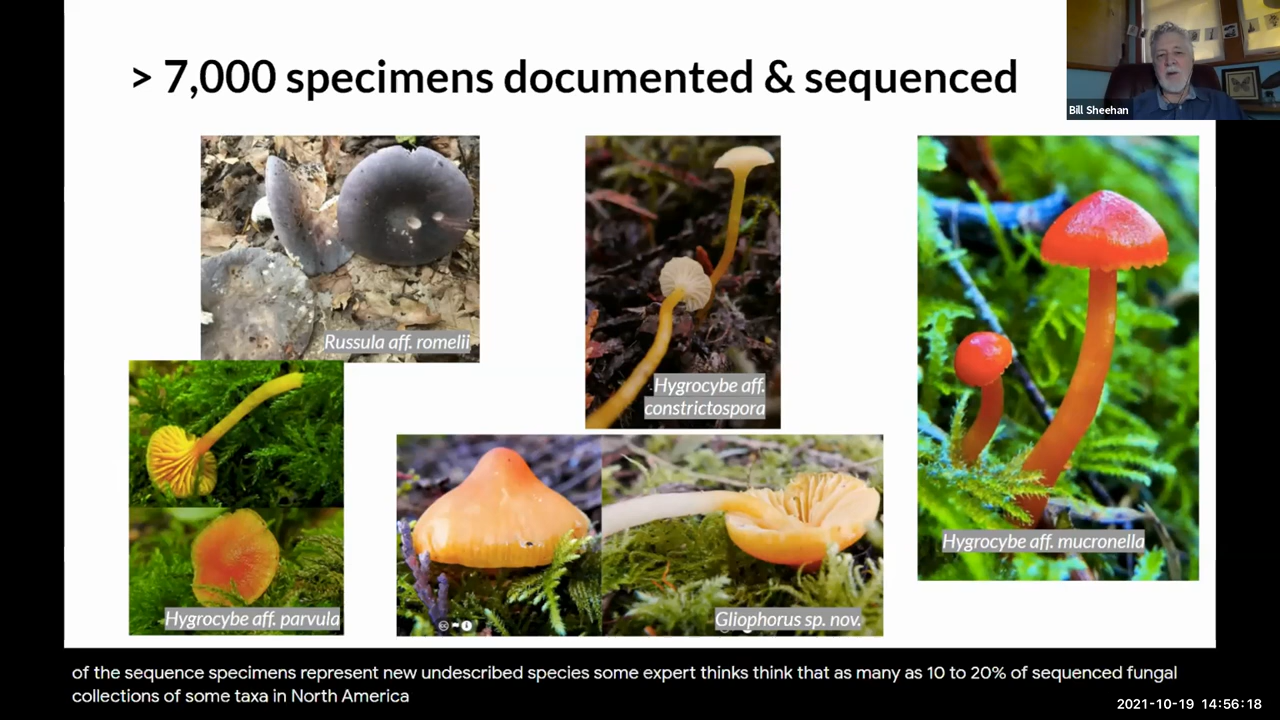 > 7,000 specimens documented & sequenced
Bill Sheehan
Russula aff. romelii
Hygrocybe aff.
constrictospora
Hygrocybe aff. mucronella
Hygrocybe aff. parvula
Gliophorus sp. nov.
of the sequence specimens represent new undescribed species some expert thinks think that as many as 10 to 20% of sequenced fungal
collections of some taxa in North America
2021-10-19 14:56:18